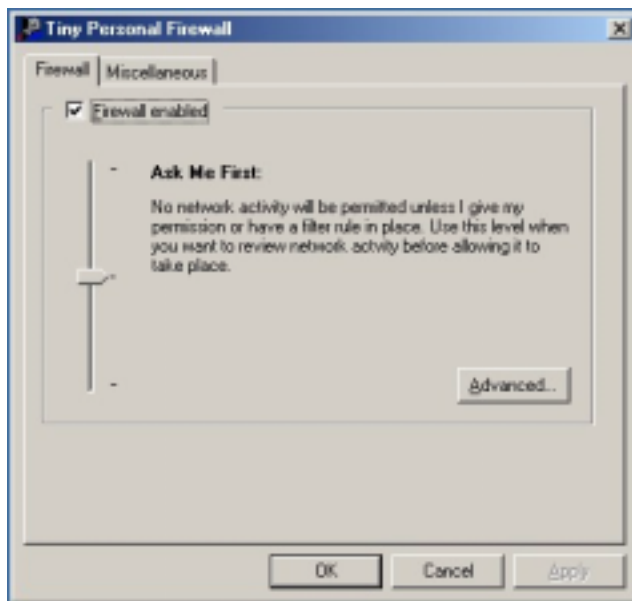 Tiny Personal Firewall
Firewall Miscellaneous
Firewall enabled
Ask Me First:
No network activity will be permitted unless I give my
permission or have a filter rule in place. Use this level when
you want to review network activity before allowing it to
take place.
Advanced...
OK Cancel Apply